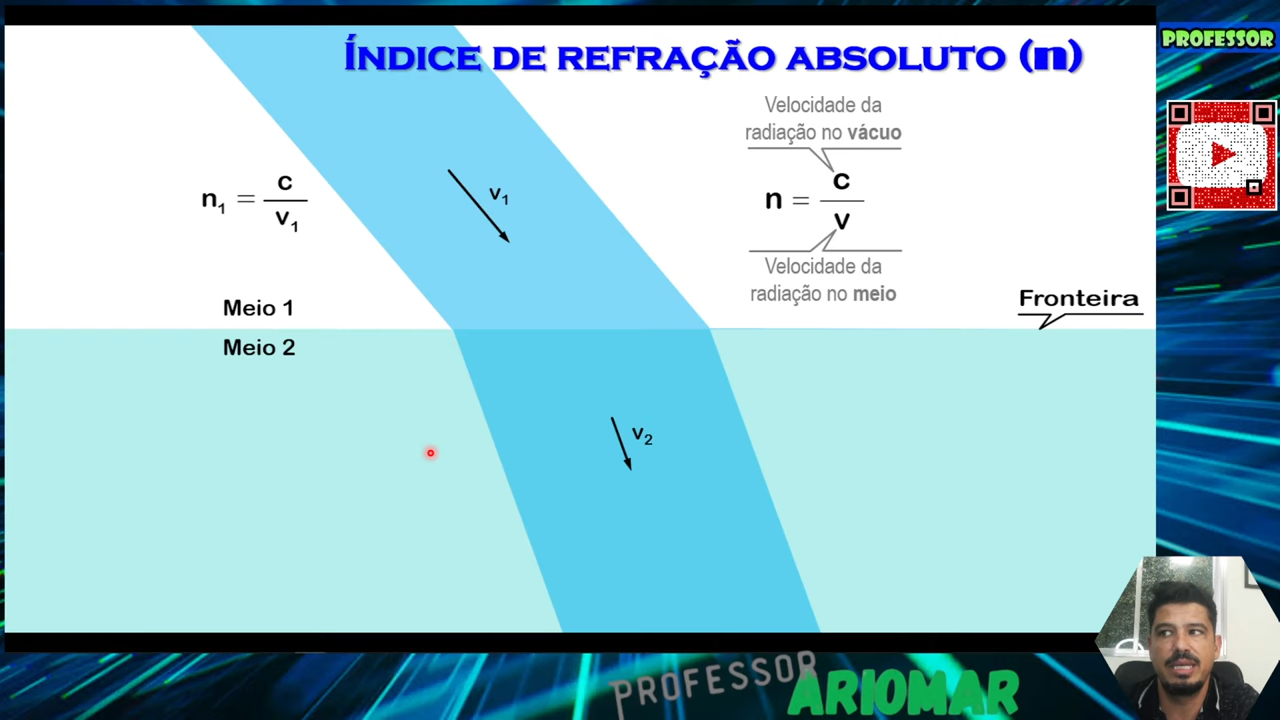 ÍNDICE DE REFRAÇÃO ABSOLUTO (n)
PROFESSOR
Velocidade da
radiação no vácuo
n = c / v
Velocidade da
radiação no meio
n₁ = c / v₁
v₁
Meio 1
Fronteira
Meio 2
v₂
PROFESSOR
ARIOMAR